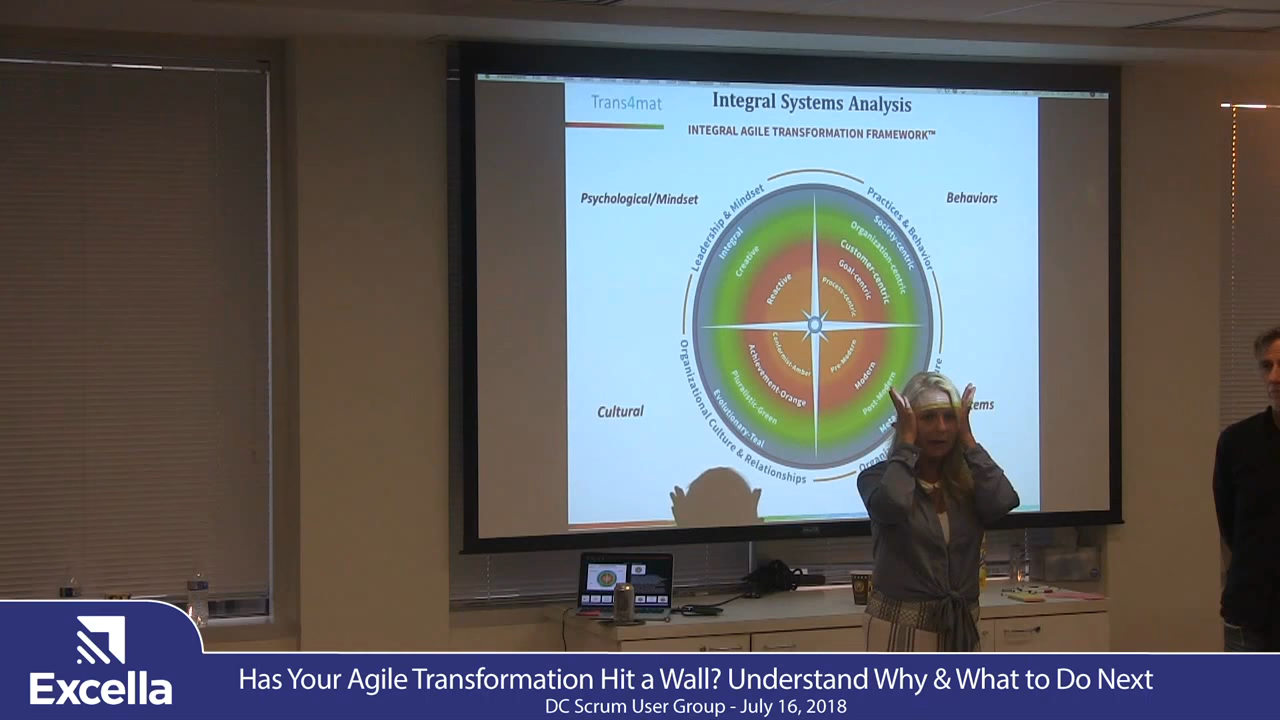 Trans4mat
Integral Systems Analysis
INTEGRAL AGILE TRANSFORMATION FRAMEWORK™
Psychological/Mindset
Behaviors
Leadership & Mindset
Practices & Behavior
Integral
Creative
Reactive
Society-centric
Organization-centric
Customer-centric
Goal-centric
Process-centric
Conformist-Amber
Achievement-Orange
Pluralistic-Green
Evolutionary-Teal
Pre-Modern
Modern
Organizational Culture & Relationships
Cultural
Excella
Has Your Agile Transformation Hit a Wall? Understand Why & What to Do Next
DC Scrum User Group - July 16, 2018